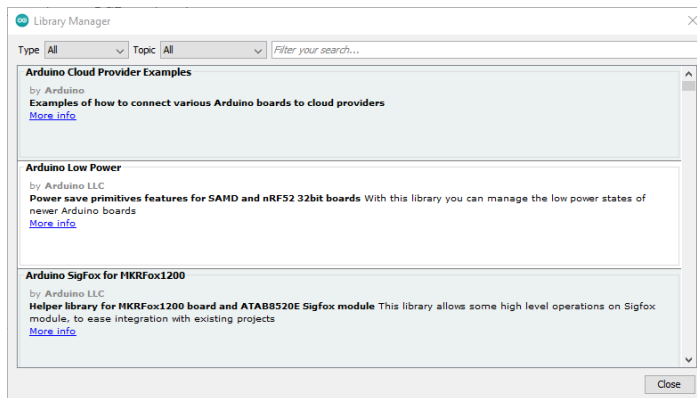 Library Manager
Type All Topic All Filter your search...
Arduino Cloud Provider Examples
by Arduino
Examples of how to connect various Arduino boards to cloud providers
More info
Arduino Low Power
by Arduino LLC
Power save primitives features for SAMD and nRF52 32bit boards With this library you can manage the low power states of
newer Arduino boards
More info
Arduino SigFox for MKRFox1200
by Arduino LLC
Helper library for MKRFox1200 board and ATAB8520E Sigfox module This library allows some high level operations on Sigfox
module, to ease integration with existing projects
More info
Close